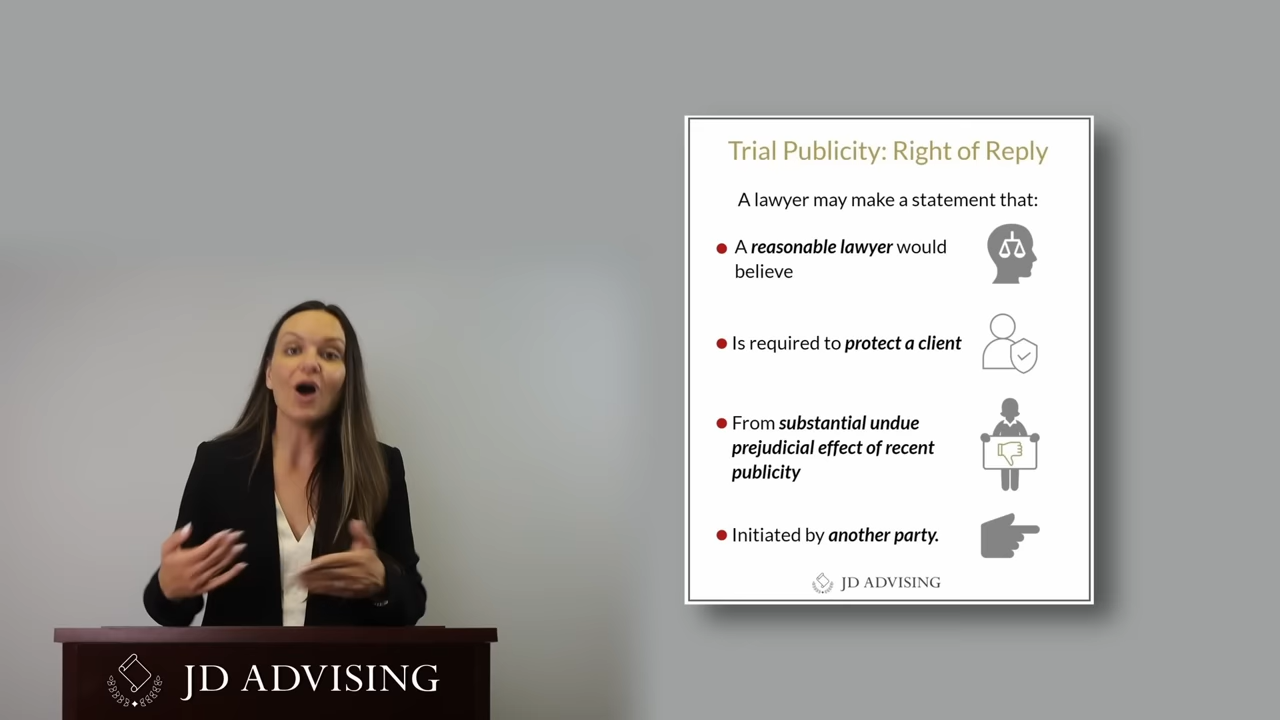 Trial Publicity: Right of Reply
A lawyer may make a statement that:
A reasonable lawyer would
believe
Is required to protect a client
From substantial undue
prejudicial effect of recent
publicity
Initiated by another party.
JD ADVISING
JD ADVISING